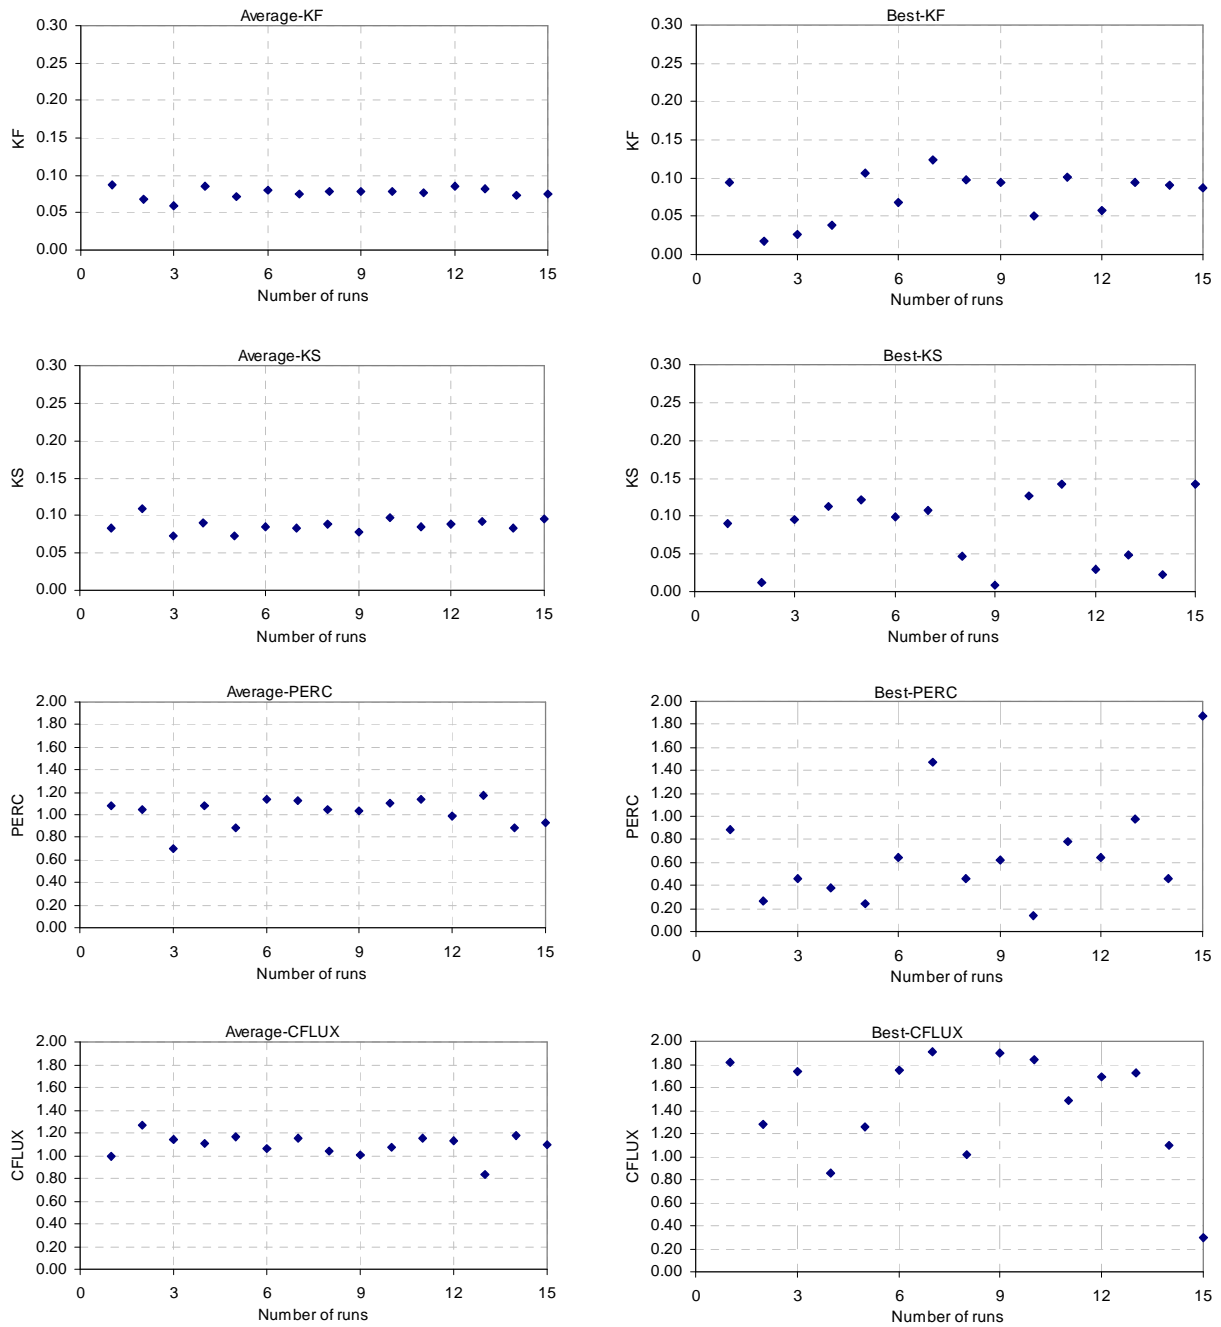 Average-KF
0.30
0.25
0.20
0.15
0.10
0.05
0.00
KF
0 3 6 9 12 15
Number of runs
Best-KF
0.30
0.25
0.20
0.15
0.10
0.05
0.00
KF
0 3 6 9 12 15
Number of runs
Average-KS
0.30
0.25
0.20
0.15
0.10
0.05
0.00
KS
0 3 6 9 12 15
Number of runs
Best-KS
0.30
0.25
0.20
0.15
0.10
0.05
0.00
KS
0 3 6 9 12 15
Number of runs
Average-PERC
2.00
1.80
1.60
1.40
1.20
1.00
0.80
0.60
0.40
0.20
0.00
PERC
0 3 6 9 12 15
Number of runs
Best-PERC
2.00
1.80
1.60
1.40
1.20
1.00
0.80
0.60
0.40
0.20
0.00
PERC
0 3 6 9 12 15
Number of runs
Average-CFLUX
2.00
1.80
1.60
1.40
1.20
1.00
0.80
0.60
0.40
0.20
0.00
CFLUX
0 3 6 9 12 15
Number of runs
Best-CFLUX
2.00
1.80
1.60
1.40
1.20
1.00
0.80
0.60
0.40
0.20
0.00
CFLUX
0 3 6 9 12 15
Number of runs